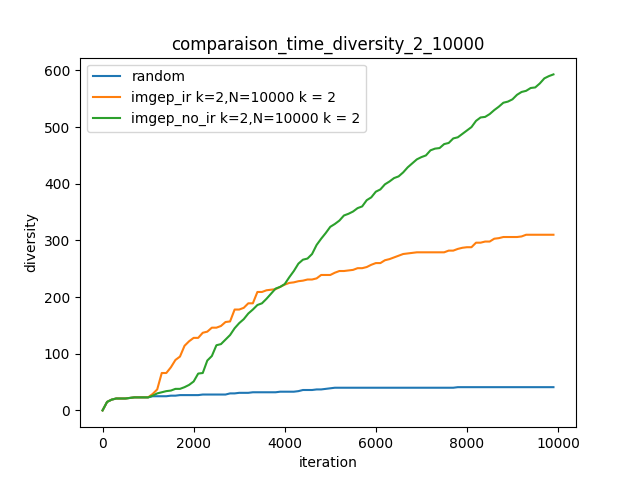 comparaison_time_diversity_2_10000
random
imgep_ir k=2,N=10000 k = 2
imgep_no_ir k=2,N=10000 k = 2
diversity
600
500
400
300
200
100
0
0 2000 4000 6000 8000 10000
iteration